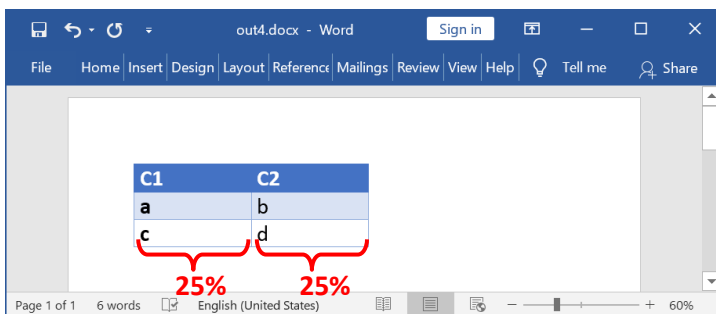 out4.docx - Word Sign in
File Home Insert Design Layout Reference Mailings Review View Help Tell me Share
C1 C2
a b
c d
25% 25%
Page 1 of 1 6 words English (United States) 60%